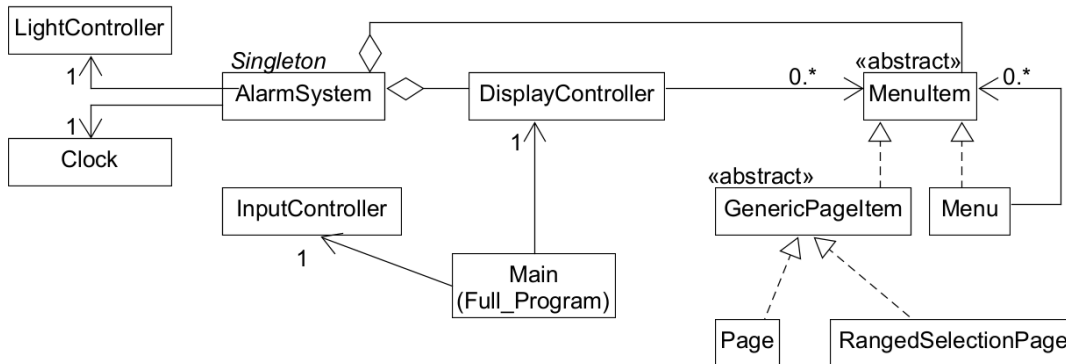 LightController
1
Singleton
AlarmSystem
1
Clock
DisplayController
1
0.*
«abstract»
MenuItem
0.*
«abstract»
GenericPageItem
Menu
InputController
1
Main
(Full_Program)
Page
RangedSelectionPage